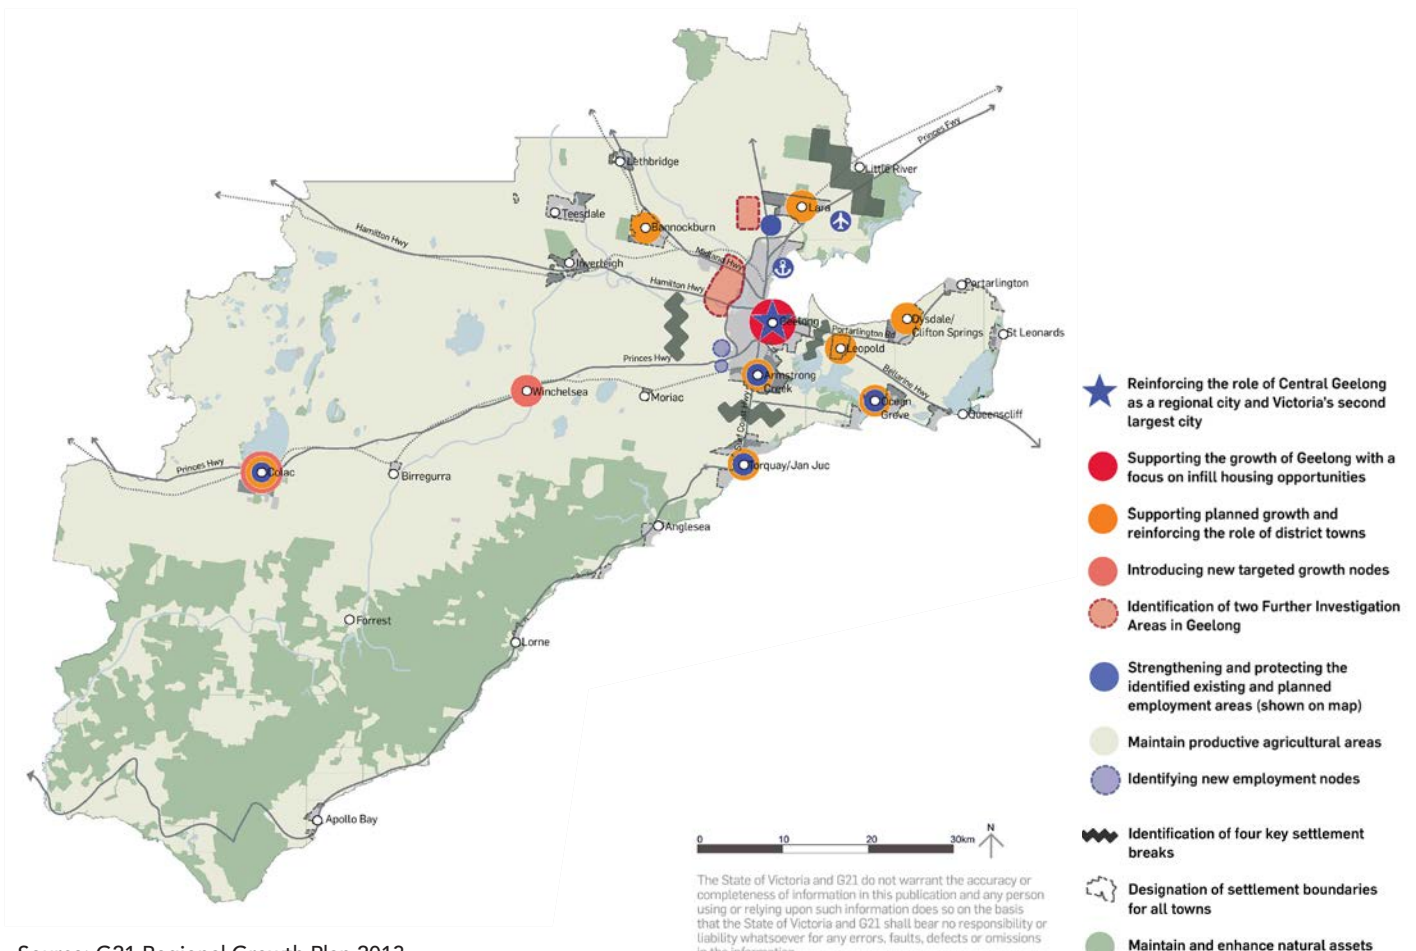 Lethbridge
Princes Fwy
Little River
Teesdale
Bannockburn
Lara
Hamilton Hwy
Midland Hwy
Inverleigh
Hamilton Hwy
Portarlington
Geelong
Drysdale/
Clifton Springs
Portarlington Rd
St Leonards
Leopold
Princes Hwy
Armstrong
Creek
Bellarine Hwy
Winchelsea
Moriac
Ocean
Grove
Queenscliff
Surf Coast Hwy
Princes Hwy
Colac
Birregurra
Torquay/Jan Juc
Anglesea
Forrest
Lorne
Apollo Bay
Reinforcing the role of Central Geelong
as a regional city and Victoria's second
largest city
Supporting the growth of Geelong with a
focus on infill housing opportunities
Supporting planned growth and
reinforcing the role of district towns
Introducing new targeted growth nodes
Identification of two Further Investigation
Areas in Geelong
Strengthening and protecting the
identified existing and planned
employment areas (shown on map)
Maintain productive agricultural areas
Identifying new employment nodes
Identification of four key settlement
breaks
Designation of settlement boundaries
for all towns
Maintain and enhance natural assets
0 10 20 30km N
The State of Victoria and G21 do not warrant the accuracy or
completeness of information in this publication and any person
using or relying upon such information does so on the basis
that the State of Victoria and G21 shall bear no responsibility or
liability whatsoever for any errors, faults, defects or omissions
in the information
Source: G21 Regional Growth Plan 2013